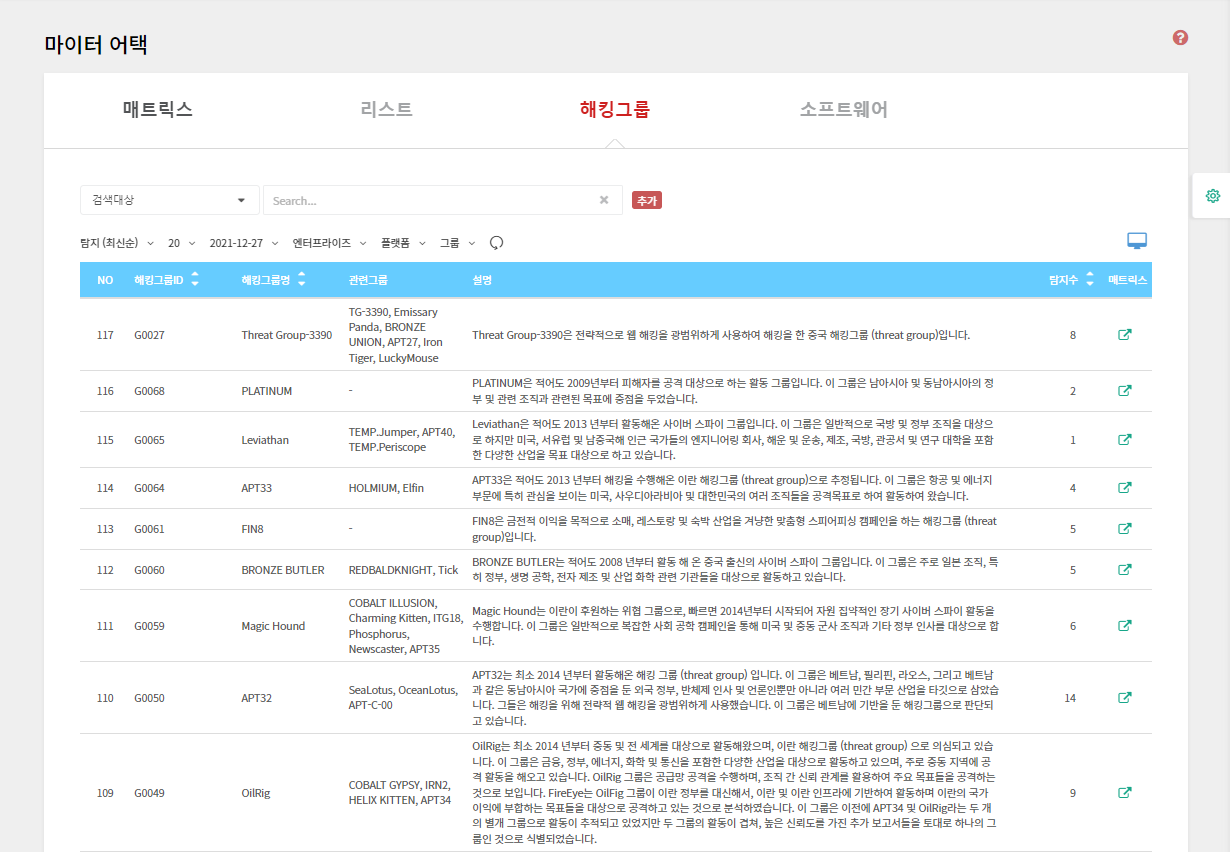 마이터 어택
매트릭스 리스트 해킹그룹 소프트웨어
검색대상 Search... 추가
탐지 (최신순) 20 2021-12-27 엔터프라이즈 플랫폼 그룹
NO 해킹그룹ID 해킹그룹명 관련그룹 설명 탐지수 매트릭스
117 G0027 Threat Group-3390
TG-3390, Emissary
Panda, BRONZE
UNION, APT27, Iron
Tiger, LuckyMouse
Threat Group-3390은 전략적으로 웹 해킹을 광범위하게 사용하여 해킹을 한 중국 해킹그룹 (threat group)입니다.
8
116 G0068 PLATINUM -
PLATINUM은 적어도 2009년부터 피해자를 공격 대상으로 하는 활동 그룹입니다. 이 그룹은 남아시아 및 동남아시아의 정
부 및 관련 조직과 관련된 목표에 중점을 두었습니다.
2
115 G0065 Leviathan
TEMP.Jumper, APT40,
TEMP.Periscope
Leviathan은 적어도 2013 년부터 활동해온 사이버 스파이 그룹입니다. 이 그룹은 일반적으로 국방 및 정부 조직을 대상으
로 하지만 미국, 서유럽 및 남중국해 인근 국가들의 엔지니어링 회사, 해운 및 운송, 제조, 국방, 관공서 및 연구 대학을 포함
한 다양한 산업을 목표 대상으로 하고 있습니다.
1
114 G0064 APT33 HOLMIUM, Elfin
APT33은 적어도 2013 년부터 해킹을 수행해온 이란 해킹그룹 (threat group)으로 추정됩니다. 이 그룹은 항공 및 에너지
부문에 특히 관심을 보이는 미국, 사우디아라비아 및 대한민국의 여러 조직들을 공격목표로 하여 활동하여 왔습니다.
4
113 G0061 FIN8 -
FIN8은 금전적 이익을 목적으로 소매, 레스토랑 및 숙박 산업을 겨냥한 맞춤형 스피어피싱 캠페인을 하는 해킹그룹 (threat
group)입니다.
5
112 G0060 BRONZE BUTLER REDBALDKNIGHT, Tick
BRONZE BUTLER는 적어도 2008 년부터 활동 해 온 중국 출신의 사이버 스파이 그룹입니다. 이 그룹은 주로 일본 조직, 특
히 정부, 생명 공학, 전자 제조 및 산업 화학 관련 기관들을 대상으로 활동하고 있습니다.
5
111 G0059 Magic Hound
COBALT ILLUSION,
Charming Kitten, ITG18,
Phosphorus,
Newscaster, APT35
Magic Hound는 이란이 후원하는 위협 그룹으로, 빠르면 2014년부터 시작되어 자원 집약적인 장기 사이버 스파이 활동을
수행합니다. 이 그룹은 일반적으로 복잡한 사회 공학 캠페인을 통해 미국 및 중동 군사 조직과 기타 정부 인사를 대상으로 합
니다.
6
110 G0050 APT32
SeaLotus, OceanLotus,
APT-C-00
APT32는 최소 2014 년부터 활동해온 해킹 그룹 (threat group) 입니다. 이 그룹은 베트남, 필리핀, 라오스, 그리고 베트남
과 같은 동남아시아 국가에 중점을 둔 외국 정부, 반체제 인사 및 언론인뿐만 아니라 여러 민간 부문 산업을 타깃으로 삼았습
니다. 그들은 해킹을 위해 전략적 웹 해킹을 광범위하게 사용했습니다. 이 그룹은 베트남에 기반을 둔 해킹그룹으로 판단되
고 있습니다.
14
109 G0049 OilRig
COBALT GYPSY, IRN2,
HELIX KITTEN, APT34
OilRig는 최소 2014 년부터 중동 및 전 세계를 대상으로 활동해왔으며, 이란 해킹그룹 (threat group) 으로 의심되고 있습
니다. 이 그룹은 금융, 정부, 에너지, 화학 및 통신을 포함한 다양한 산업을 대상으로 활동하고 있으며, 주로 중동 지역에 공
격 활동을 해오고 있습니다. OilRig 그룹은 공급망 공격을 수행하며, 조직 간 신뢰 관계를 활용하여 주요 목표들을 공격하는
것으로 보입니다. FireEye는 OilFig 그룹이 이란 정부를 대신해서, 이란 및 이란 인프라에 기반하여 활동하며 이란의 국가
이익에 부합하는 목표들을 대상으로 공격하고 있는 것으로 분석하였습니다. 이 그룹은 이전에 APT34 및 OilRig라는 두 개
의 별개 그룹으로 활동이 추적되고 있었지만 두 그룹의 활동이 겹쳐, 높은 신뢰도를 가진 추가 보고서들을 토대로 하나의 그
룹인 것으로 식별되었습니다.
9